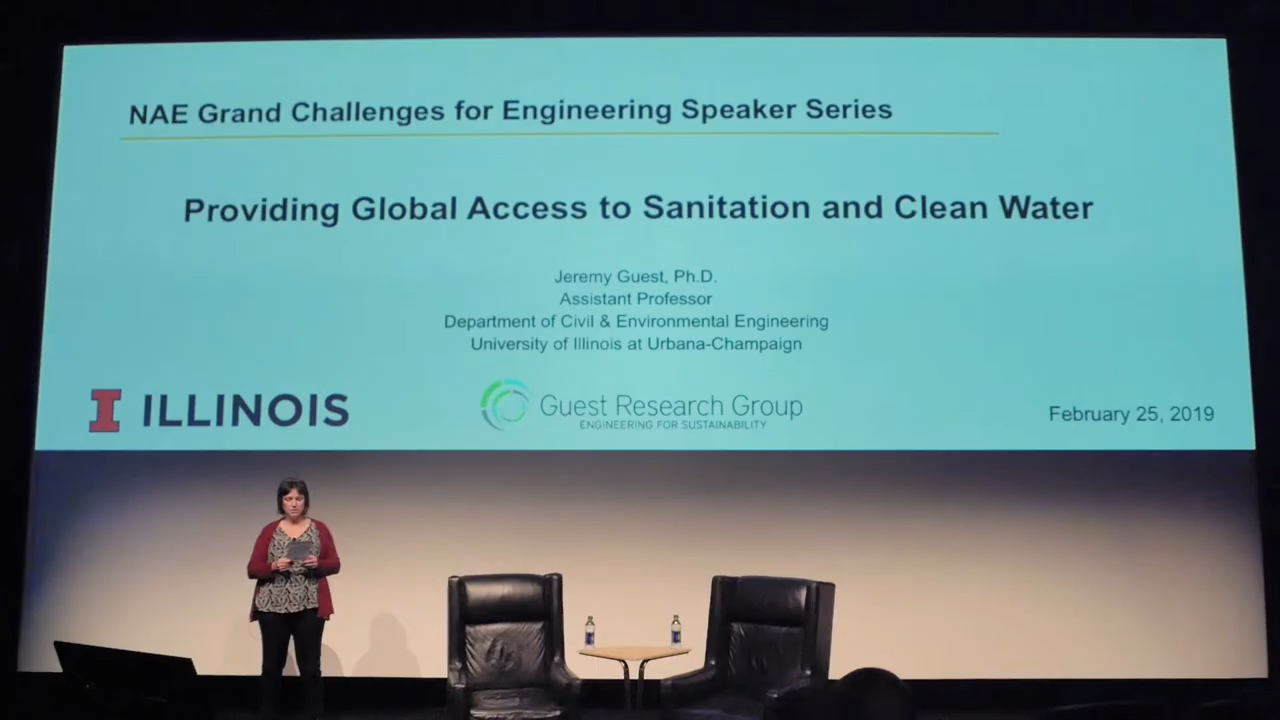 NAE Grand Challenges for Engineering Speaker Series
Providing Global Access to Sanitation and Clean Water
Jeremy Guest, Ph.D.
Assistant Professor
Department of Civil & Environmental Engineering
University of Illinois at Urbana-Champaign
I ILLINOIS
Guest Research Group
ENGINEERING FOR SUSTAINABILITY
February 25, 2019